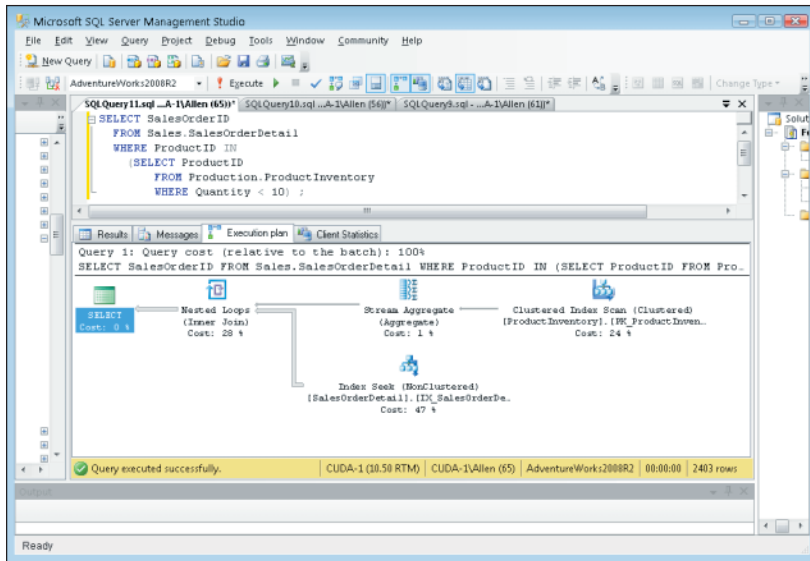 Microsoft SQL Server Management Studio
File Edit View Query Project Debug Tools Window Community Help
New Query
AdventureWorks2008R2 Execute Change Type
SQLQuery11.sql ...A-1\Allen (65))* SQLQuery10.sql ...A-1\Allen (56))* SQLQuery9.sql - ...A-1\Allen (61))*
Solut
SELECT SalesOrderID
FROM Sales.SalesOrderDetail
WHERE ProductID IN
(SELECT ProductID
FROM Production.ProductInventory
WHERE Quantity < 10) ;
Results Messages Execution plan Client Statistics
Query 1: Query cost (relative to the batch): 100%
SELECT SalesOrderID FROM Sales.SalesOrderDetail WHERE ProductID IN (SELECT ProductID FROM Pro...
SELECT
Cost: 0 %
Nested Loops
(Inner Join)
Cost: 28 %
Stream Aggregate
(Aggregate)
Cost: 1 %
Clustered Index Scan (Clustered)
[ProductInventory].[PK_ProductInven...
Cost: 24 %
Index Seek (NonClustered)
[SalesOrderDetail].[IX_SalesOrderDe...
Cost: 47 %
Query executed successfully. CUDA-1 (10.50 RTM) CUDA-1\Allen (65) AdventureWorks2008R2 00:00:00 2403 rows
Output
Ready